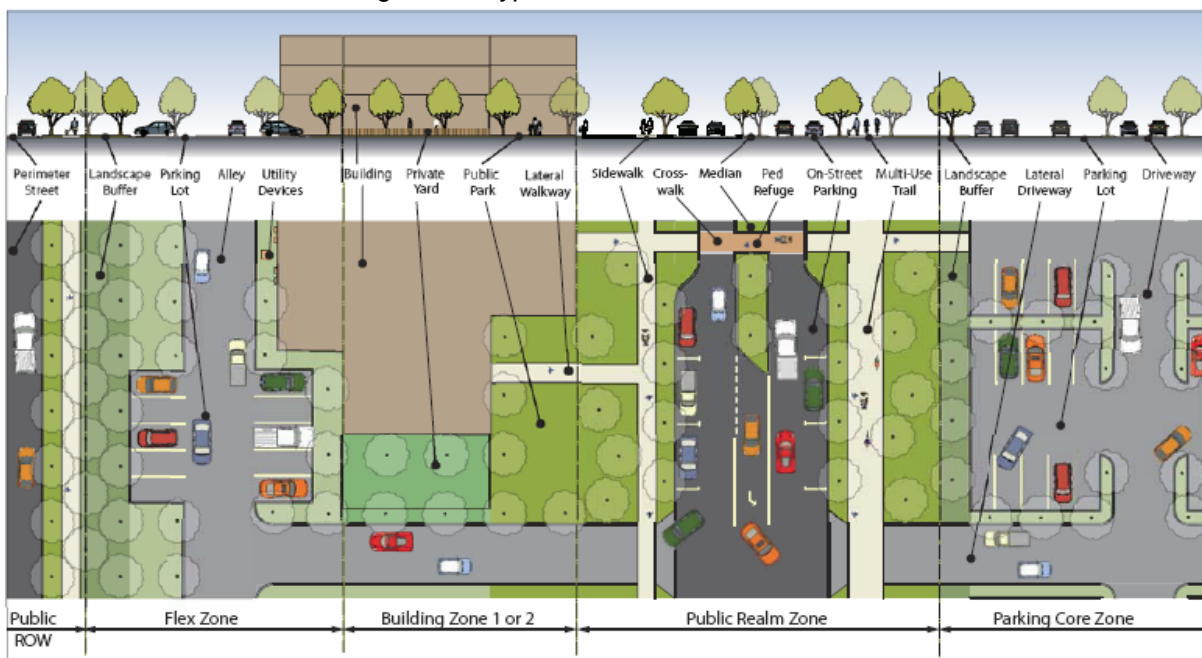 Perimeter
Street
Landscape
Buffer
Parking
Lot
Alley
Utility
Devices
Building
Private
Yard
Public
Park
Lateral
Walkway
Sidewalk
Cross-
walk
Median
Ped
Refuge
On-Street
Parking
Multi-Use
Trail
Landscape
Buffer
Lateral
Driveway
Parking
Lot
Driveway
Public
ROW
Flex Zone
Building Zone 1 or 2
Public Realm Zone
Parking Core Zone